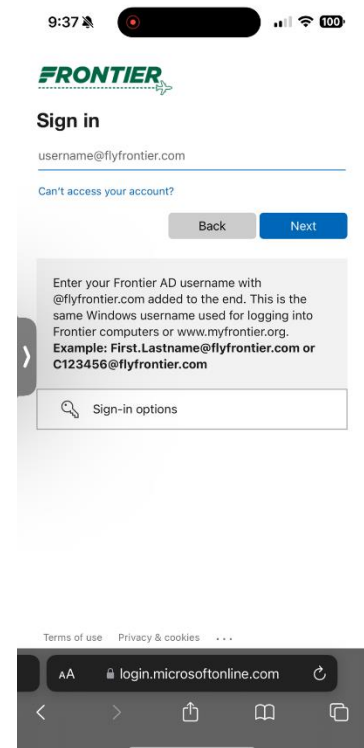 9:37
100
FRONTIER
Sign in
username@flyfrontier.com
Can't access your account?
Back
Next
Enter your Frontier AD username with
@flyfrontier.com added to the end. This is the
same Windows username used for logging into
Frontier computers or www.myfrontier.org.
Example: First.Lastname@flyfrontier.com or
C123456@flyfrontier.com
Sign-in options
Terms of use Privacy & cookies ...
AA login.microsoftonline.com